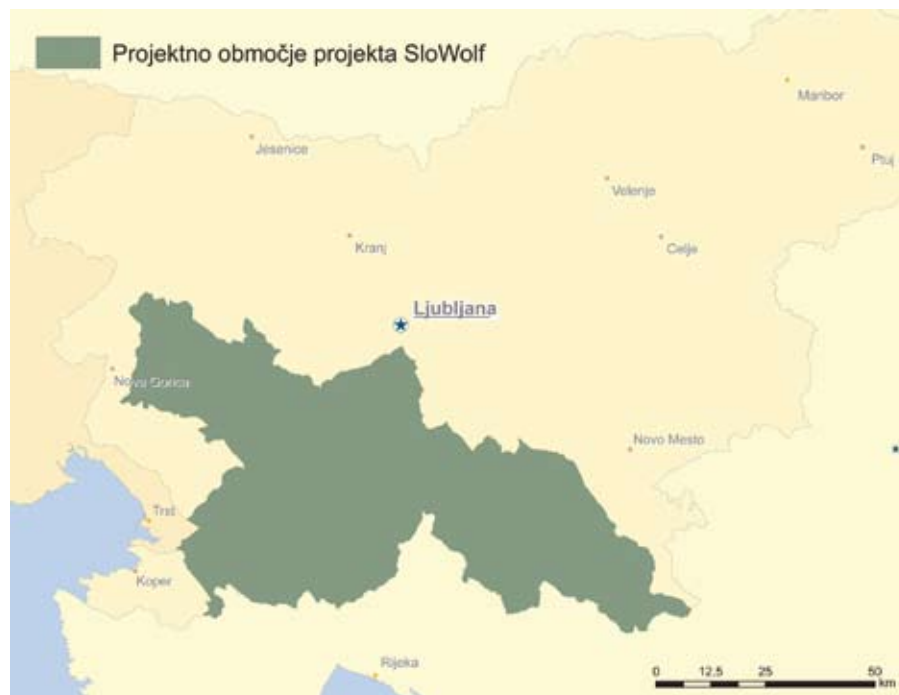 Projektno območje projekta SloWolf
Maribor
Jesenice
Ptuj
Velenje
Kranj
Celje
Ljubljana
Nova Gorica
Novo Mesto
Trst
Koper
Rijeka
0 12,5 25 50
km